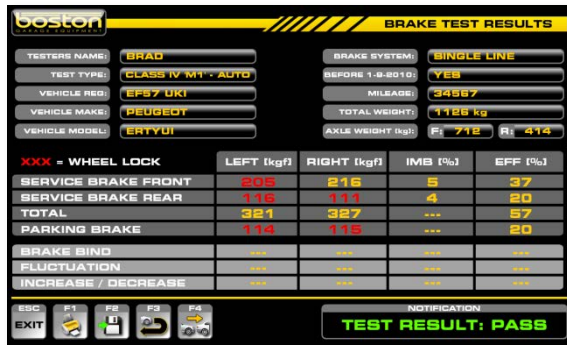 boston
GARAGE EQUIPMENT
BRAKE TEST RESULTS
TESTERS NAME: BRAD
BRAKE SYSTEM: SINGLE LINE
TEST TYPE: CLASS IV 'M1' - AUTO
BEFORE 1-9-2010: YES
VEHICLE REG: EF57 UKI
MILEAGE: 34567
VEHICLE MAKE: PEUGEOT
TOTAL WEIGHT: 1126 kg
VEHICLE MODEL: ERTYUI
AXLE WEIGHT (kg): F: 712 R: 414
XXX = WHEEL LOCK LEFT [kgf] RIGHT [kgf] IMB [%] EFF [%]
SERVICE BRAKE FRONT 205 216 5 37
SERVICE BRAKE REAR 116 111 4 20
TOTAL 321 327 --- 57
PARKING BRAKE 114 115 20
BRAKE BIND --- --- --- ---
FLUCTUATION --- --- --- ---
INCREASE / DECREASE --- --- --- ---
ESC F1 F2 F3 F4
EXIT
NOTIFICATION
TEST RESULT: PASS